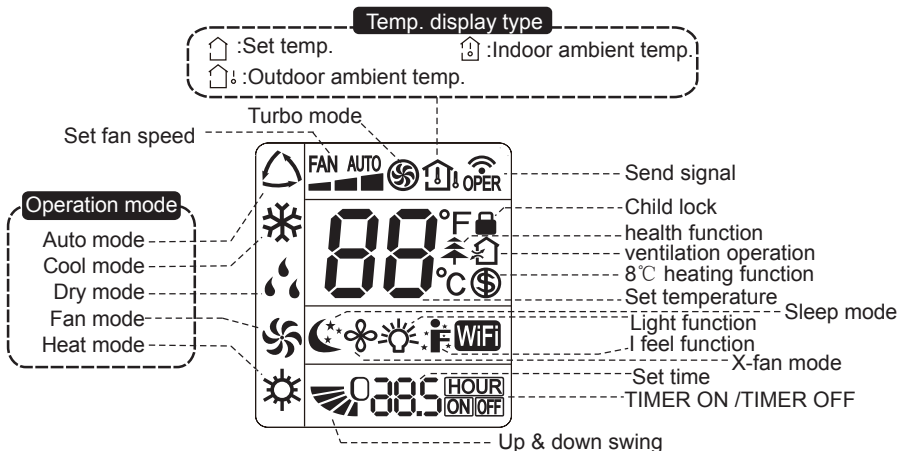 Temp. display type
:Set temp.
:Indoor ambient temp.
:Outdoor ambient temp.
Turbo mode
Set fan speed
FAN AUTO
OPER
Send signal
Operation mode
Auto mode
Cool mode
Dry mode
Fan mode
Heat mode
88
°F
°C
Child lock
health function
ventilation operation
8℃ heating function
Set temperature
Sleep mode
WiFi
Light function
I feel function
X-fan mode
Set time
088.5
HOUR
ON OFF
TIMER ON /TIMER OFF
Up & down swing